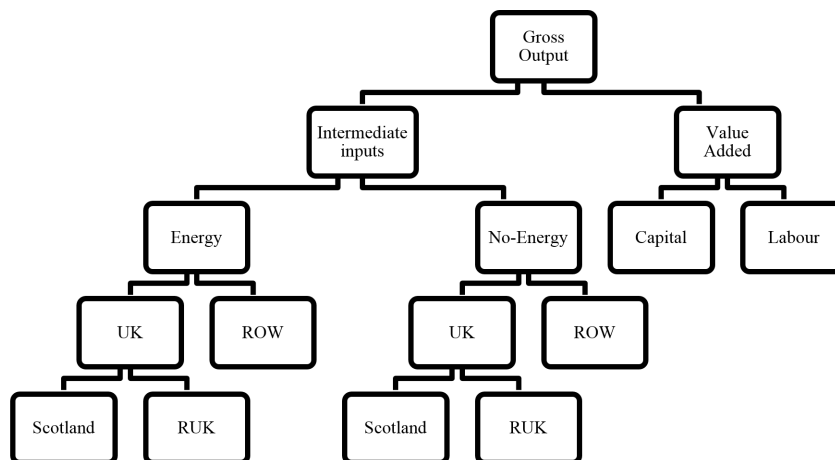 Gross
Output
Intermediate
inputs
Value
Added
Energy
No-Energy
Capital
Labour
UK
ROW
UK
ROW
Scotland
RUK
Scotland
RUK